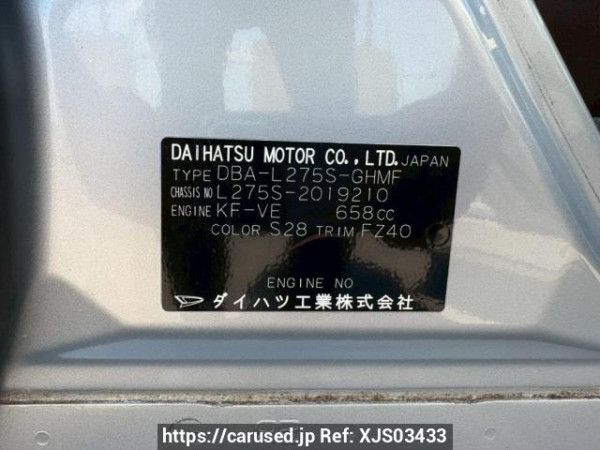 DAIHATSU MOTOR CO.,LTD. JAPAN
TYPE DBA-L275S-GHMF
CHASSIS NO L275S-2019210
ENGINE KF-VE 658CC
COLOR S28 TRIM FZ40
ENGINE NO
ダイハツ工業株式会社
https://carused.jp Ref: XJS03433